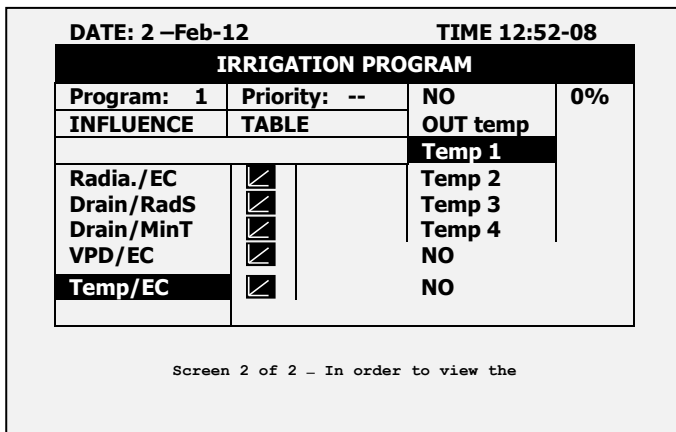 DATE: 2 –Feb-12 TIME 12:52-08
IRRIGATION PROGRAM
Program: 1 Priority: -- NO 0%
INFLUENCE TABLE OUT temp
Temp 1
Radia./EC Temp 2
Drain/RadS Temp 3
Drain/MinT Temp 4
VPD/EC NO
Temp/EC NO
Screen 2 of 2 – In order to view the